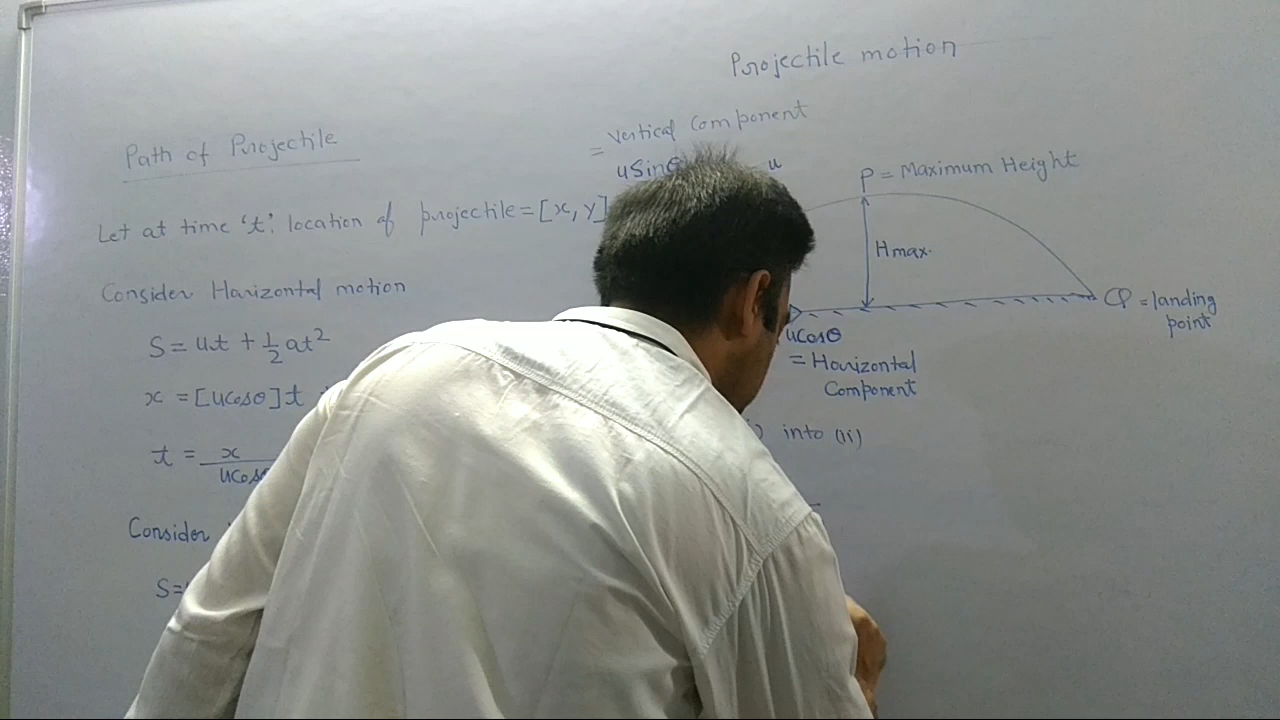 Projectile motion
Path of Projectile
= vertical Component
usinθ
u
P = Maximum Height
Let at time 't': location of projectile = [x, y]
Hmax.
Consider Harizontal motion
Q = landing
point
S = ut + 1/2 at²
ucosθ
= Horizontal
Component
x = [ucosθ]t
into (ii)
t = x
ucosθ
Consider
S =